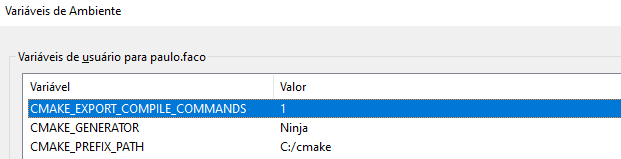 Variáveis de Ambiente
Variáveis de usuário para paulo.faco
Variável Valor
CMAKE_EXPORT_COMPILE_COMMANDS 1
CMAKE_GENERATOR Ninja
CMAKE_PREFIX_PATH C:/cmake